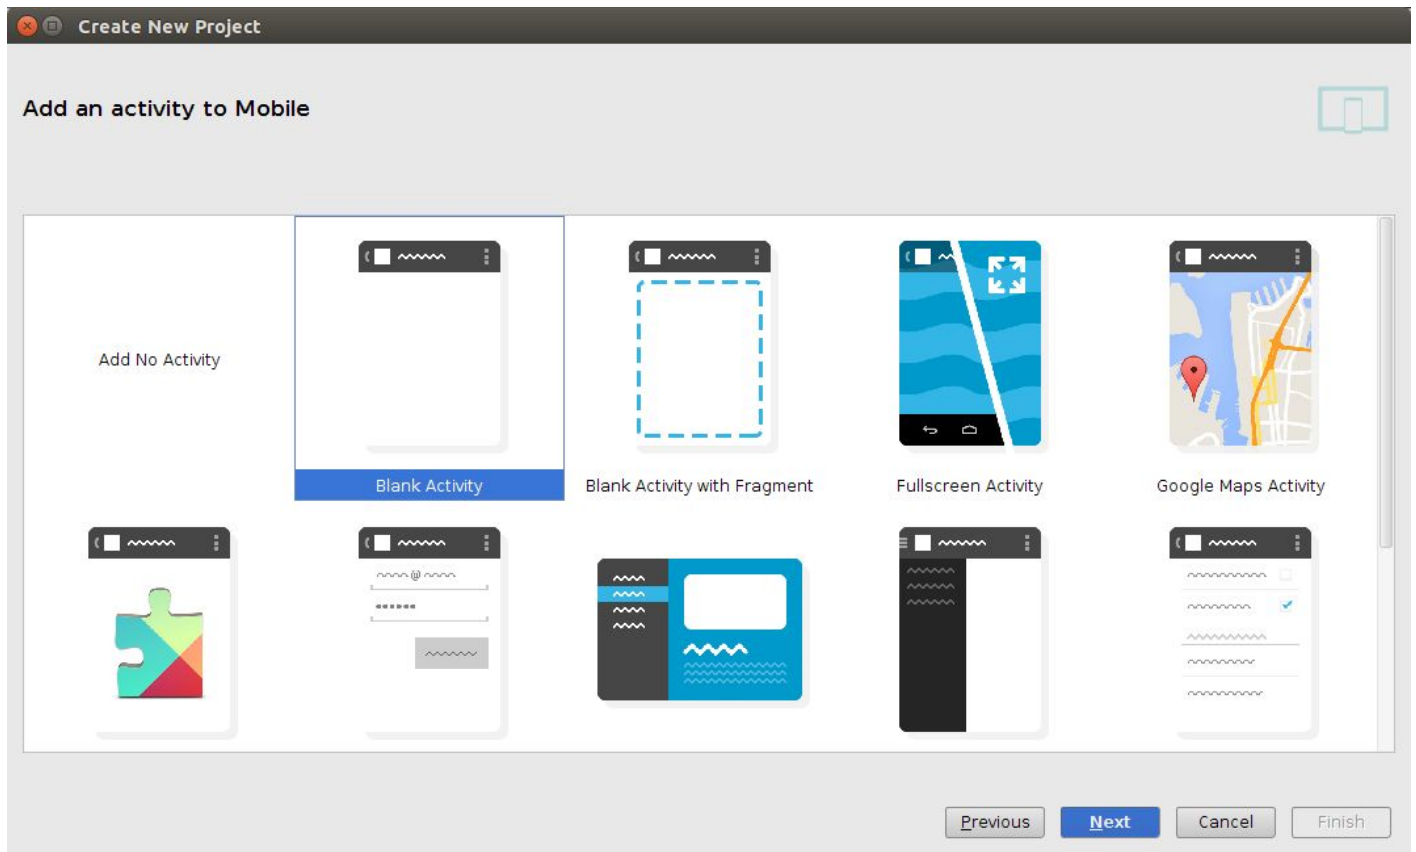 Create New Project
Add an activity to Mobile
Add No Activity
Blank Activity
Blank Activity with Fragment
Fullscreen Activity
Google Maps Activity
@
Previous
Next
Cancel
Finish